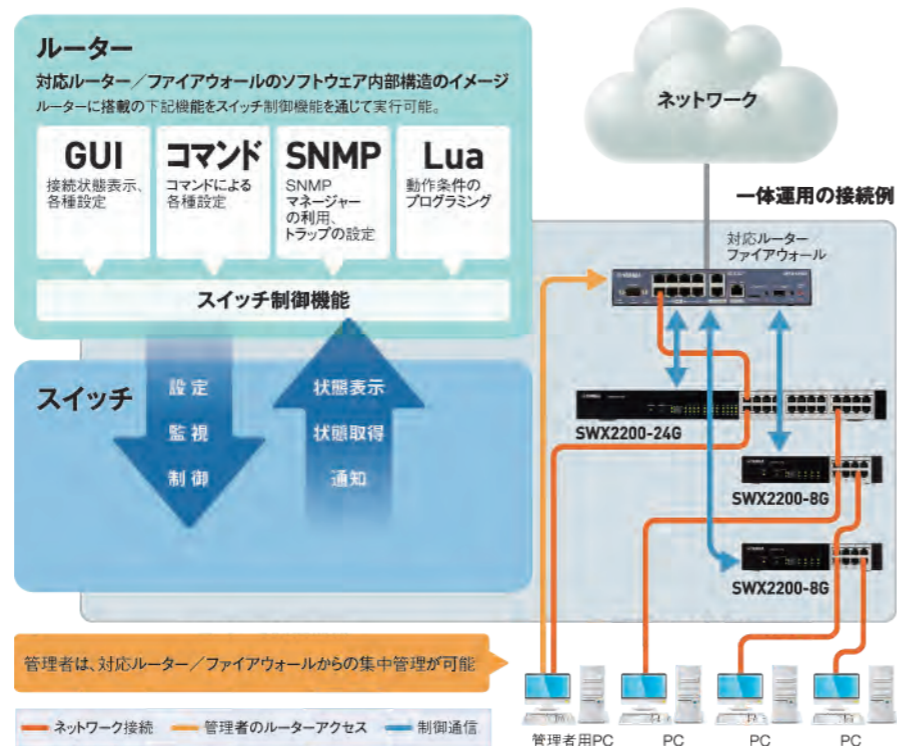 ルーター
対応ルーター／ファイアウォールのソフトウェア内部構造のイメージ
ルーターに搭載の下記機能をスイッチ制御機能を通じて実行可能。
GUI
接続状態表示、
各種設定
コマンド
コマンドによる
各種設定
SNMP
SNMP
マネージャー
の利用、
トラップの設定
Lua
動作条件の
プログラミング
スイッチ制御機能
スイッチ
設定
監視
制御
状態表示
状態取得
通知
ネットワーク
一体運用の接続例
対応ルーター
ファイアウォール
SWX2200-24G
SWX2200-8G
SWX2200-8G
管理者は、対応ルーター／ファイアウォールからの集中管理が可能
ネットワーク接続
管理者のルーターアクセス
制御通信
管理者用PC
PC
PC
PC